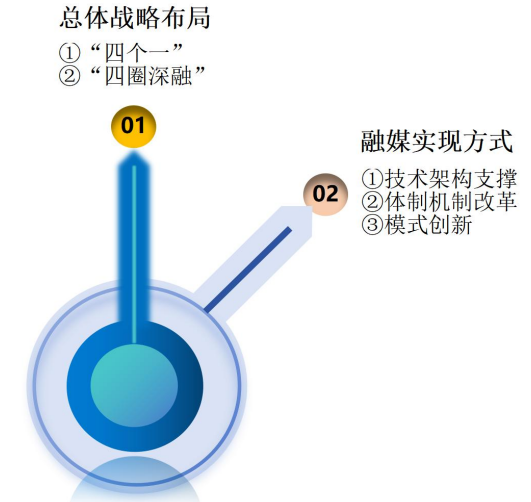 总体战略布局
①“四个一”
②“四圈深融”
01
融媒实现方式
02
①技术架构支撑
②体制机制改革
③模式创新